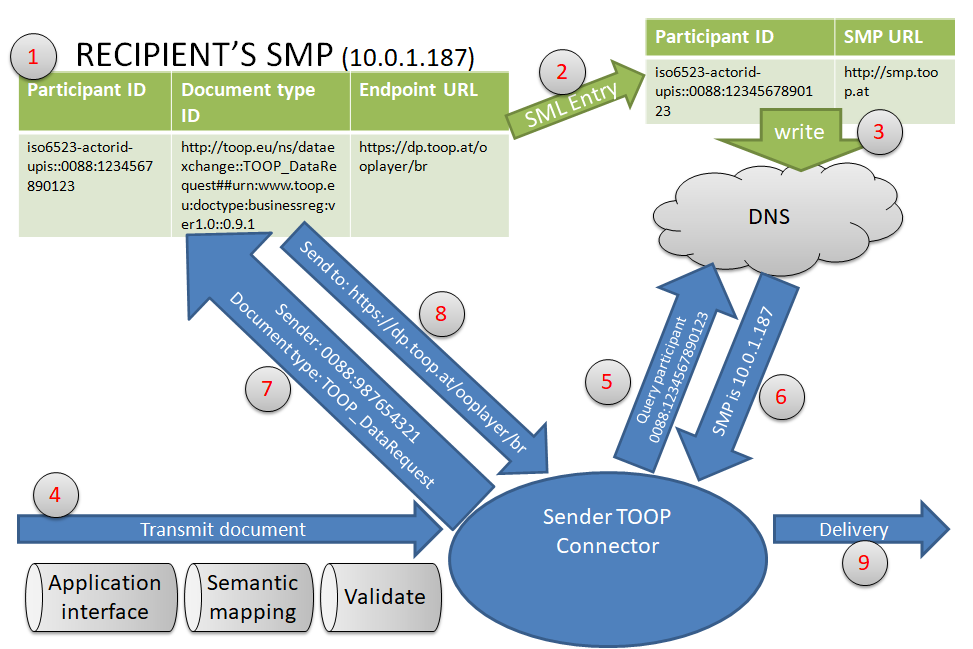 1
RECIPIENT'S SMP (10.0.1.187)
Participant ID
Document type
ID
Endpoint URL
iso6523-actorid-
upis::0088:1234567
890123
http://toop.eu/ns/datae
xchange::TOOP_DataRe
quest##urn:www.toop.e
u:doctype:businessreg:v
er1.0::0.9.1
https://dp.toop.at/o
oplayer/br
2
SML Entry
Participant ID
SMP URL
iso6523-actorid-
upis::0088:12345678901
23
http://smp.too
p.at
write
3
DNS
Send to: https://dp.toop.at/ooplayer/br
8
Sender: 0088:987654321
Document type: TOOP_DataRequest
7
5
Query participant
0088:1234567890123
SMP is 10.0.1.187
6
4
Transmit document
Sender TOOP
Connector
Delivery
9
Application
interface
Semantic
mapping
Validate